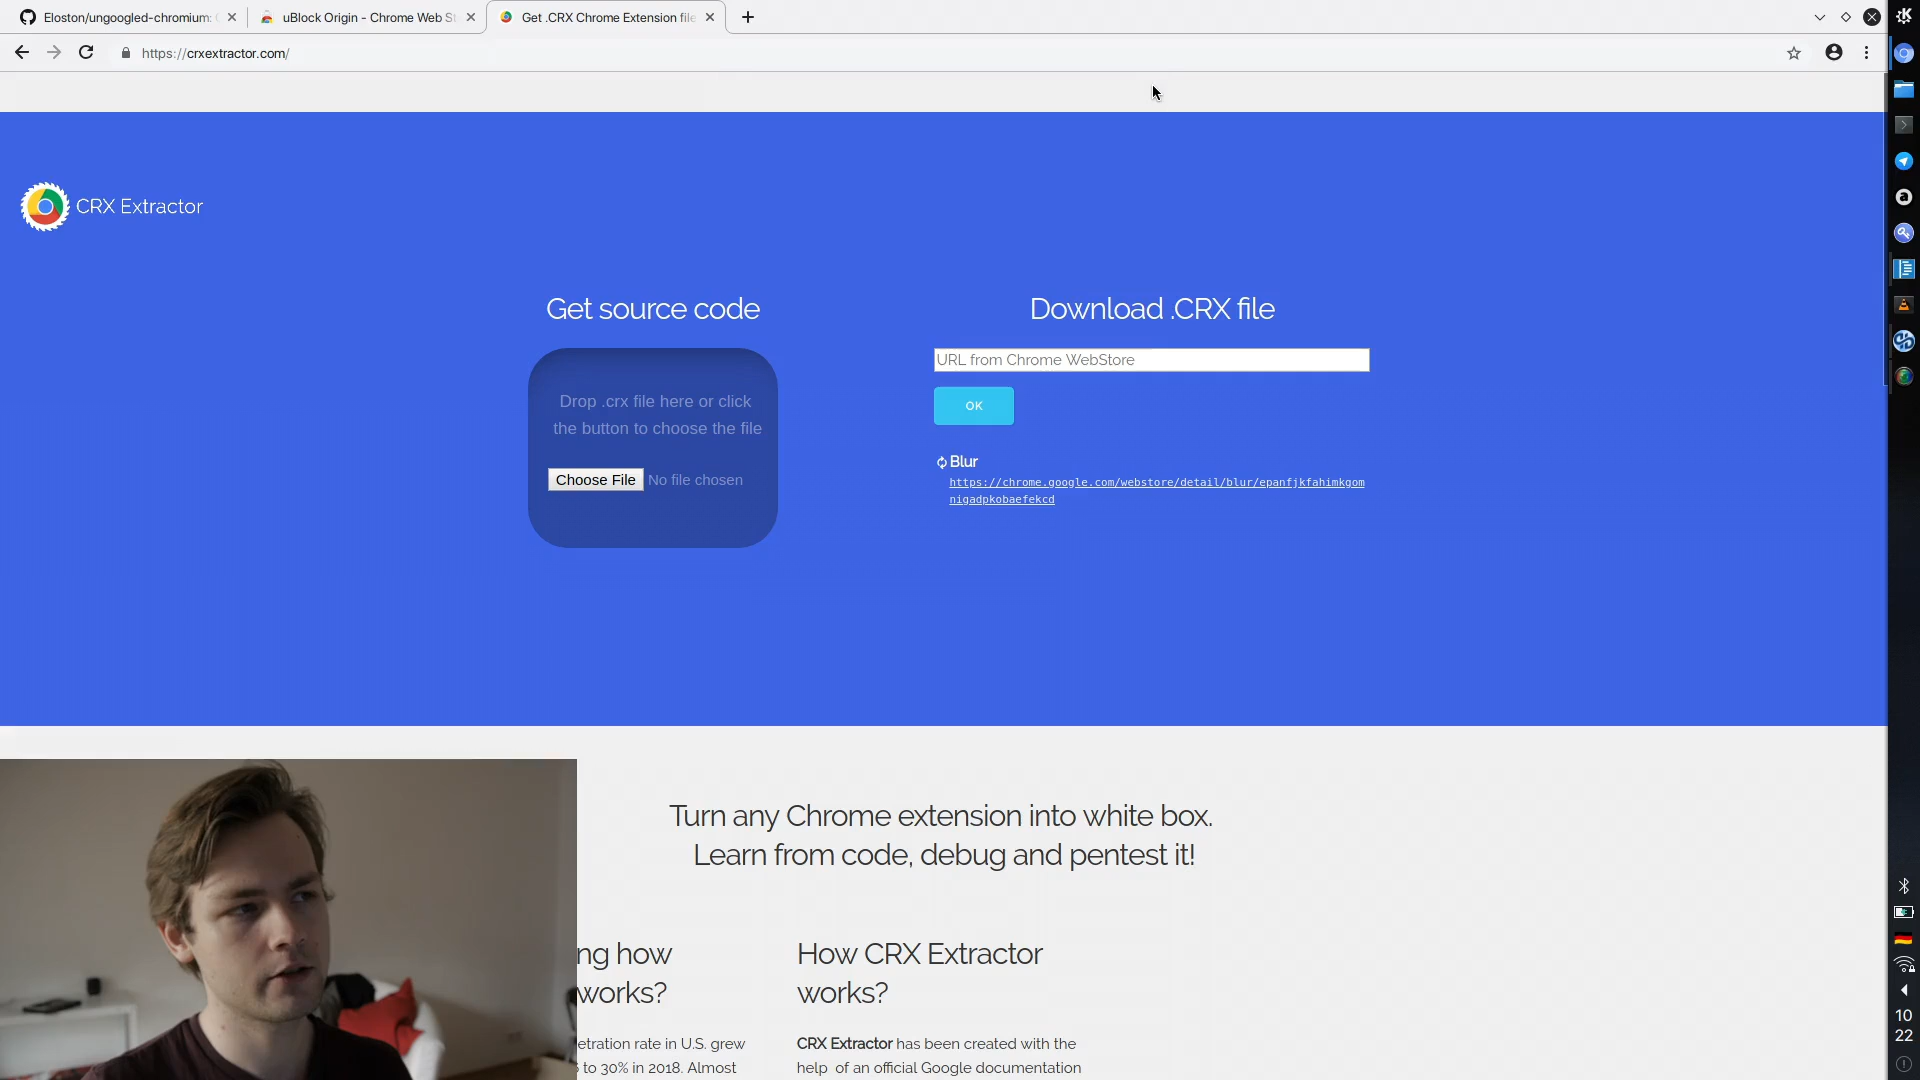 Eloston/ungoogled-chromium:
uBlock Origin - Chrome Web St
Get .CRX Chrome Extension file
https://crxextractor.com/
CRX Extractor
Get source code
Drop .crx file here or click
the button to choose the file
Choose File No file chosen
Download .CRX file
URL from Chrome WebStore
OK
Blur
https://chrome.google.com/webstore/detail/blur/epanfjkfahimkgom
nigadpkobaefekcd
Turn any Chrome extension into white box.
Learn from code, debug and pentest it!
ng how
works?
etration rate in U.S. grew
to 30% in 2018. Almost
How CRX Extractor
works?
CRX Extractor has been created with the
help of an official Google documentation
10
22